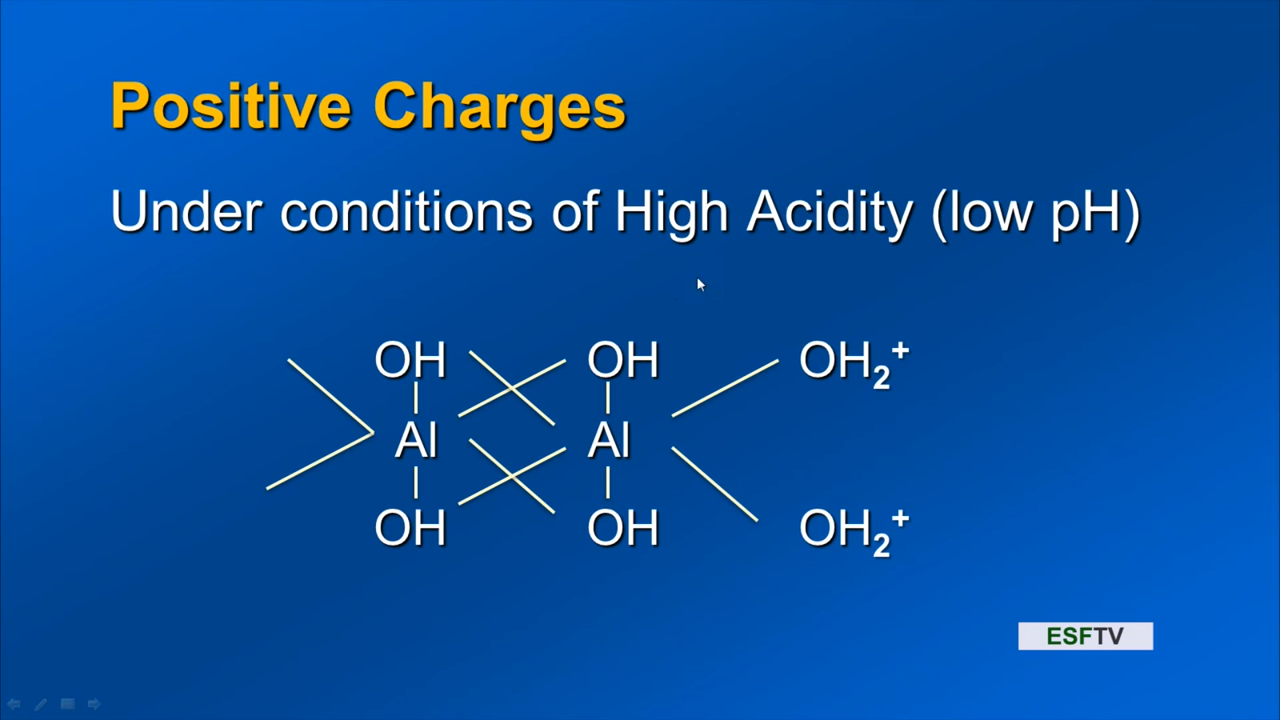 Positive Charges
Under conditions of High Acidity (low pH)
OH OH OH₂⁺
Al Al
OH OH OH₂⁺
ESFTV